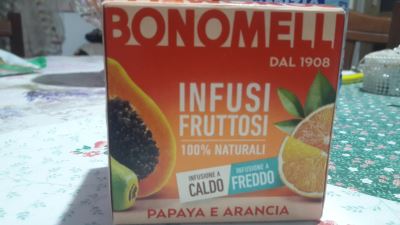 BONOMELLI
DAL 1908
INFUSI
FRUTTOSI
100% NATURALI
INFUSIONE A
CALDO
INFUSIONE A
FREDDO
PAPAYA E ARANCIA